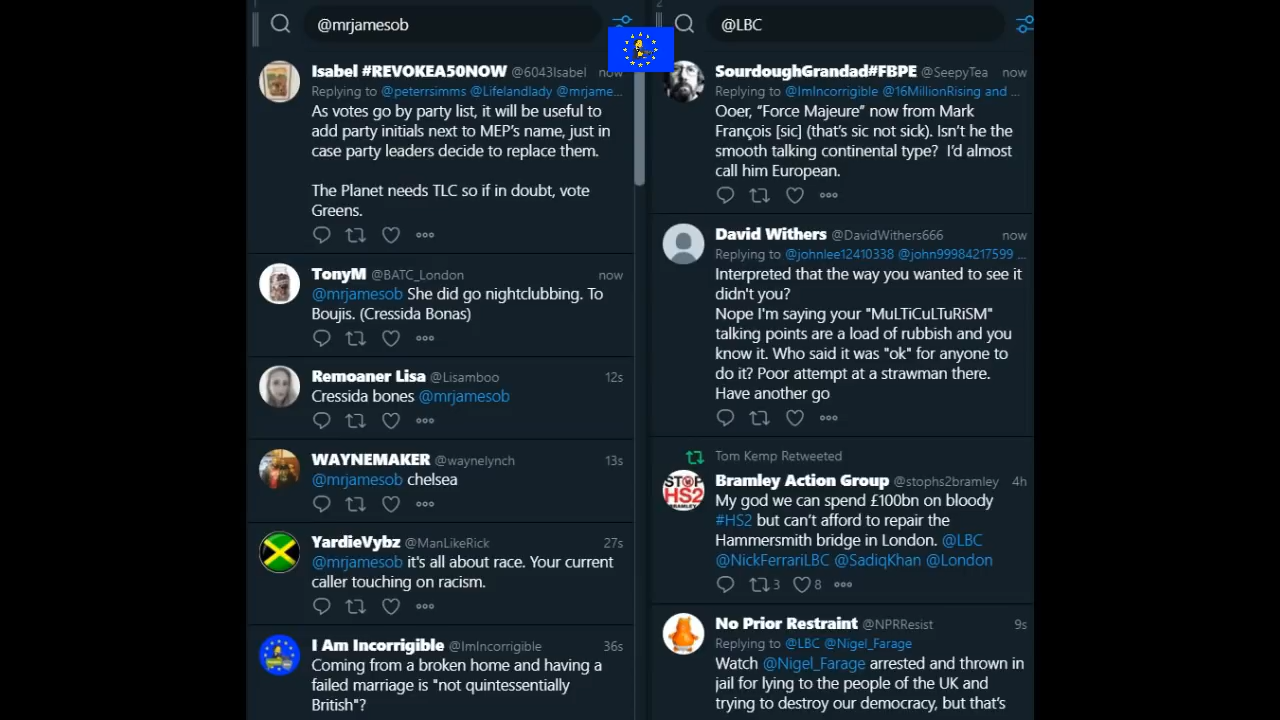 1
@mrjamesob
Isabel #REVOKEA50NOW @6043Isabel now
Replying to @peterrsimms @Lifelandlady @mrjame...
As votes go by party list, it will be useful to
add party initials next to MEP's name, just in
case party leaders decide to replace them.
The Planet needs TLC so if in doubt, vote
Greens.
TonyM @BATC_London now
@mrjamesob She did go nightclubbing. To
Boujis. (Cressida Bonas)
Remoaner Lisa @Lisamboo 12s
Cressida bones @mrjamesob
WAYNEMAKER @waynelynch 13s
@mrjamesob chelsea
YardieVybz @ManLikeRick 27s
@mrjamesob it's all about race. Your current
caller touching on racism.
I Am Incorrigible @ImIncorrigible 36s
Coming from a broken home and having a
failed marriage is "not quintessentially
British"?
2
@LBC
SourdoughGrandad#FBPE @SeepyTea now
Replying to @ImIncorrigible @16MillionRising and ...
Ooer, “Force Majeure” now from Mark
François [sic] (that’s sic not sick). Isn’t he the
smooth talking continental type? I’d almost
call him European.
David Withers @DavidWithers666 now
Replying to @johnlee12410338 @john99984217599 ...
Interpreted that the way you wanted to see it
didn't you?
Nope I'm saying your "MuLTiCuLTuRiSM"
talking points are a load of rubbish and you
know it. Who said it was "ok" for anyone to
do it? Poor attempt at a strawman there.
Have another go
Tom Kemp Retweeted
STOP
HS2
BRAMLEY
Bramley Action Group @stophs2bramley 4h
My god we can spend £100bn on bloody
#HS2 but can’t afford to repair the
Hammersmith bridge in London. @LBC
@NickFerrariLBC @SadiqKhan @London
3 8
No Prior Restraint @NPRResist 9s
Replying to @LBC @Nigel_Farage
Watch @Nigel_Farage arrested and thrown in
jail for lying to the people of the UK and
trying to destroy our democracy, but that’s